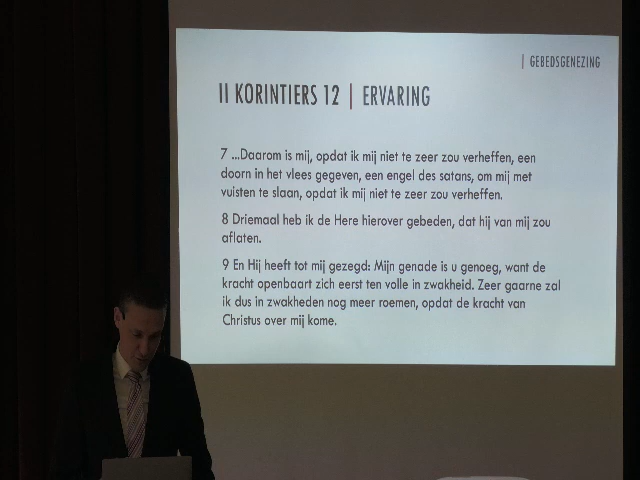 | GEBEDSGENEZING
II KORINTIERS 12 | ERVARING
7 ...Daarom is mij, opdat ik mij niet te zeer zou verheffen, een
doorn in het vlees gegeven, een engel des satans, om mij met
vuisten te slaan, opdat ik mij niet te zeer zou verheffen.
8 Driemaal heb ik de Here hierover gebeden, dat hij van mij zou
aflaten.
9 En Hij heeft tot mij gezegd: Mijn genade is u genoeg, want de
kracht openbaart zich eerst ten volle in zwakheid. Zeer gaarne zal
ik dus in zwakheden nog meer roemen, opdat de kracht van
Christus over mij kome.